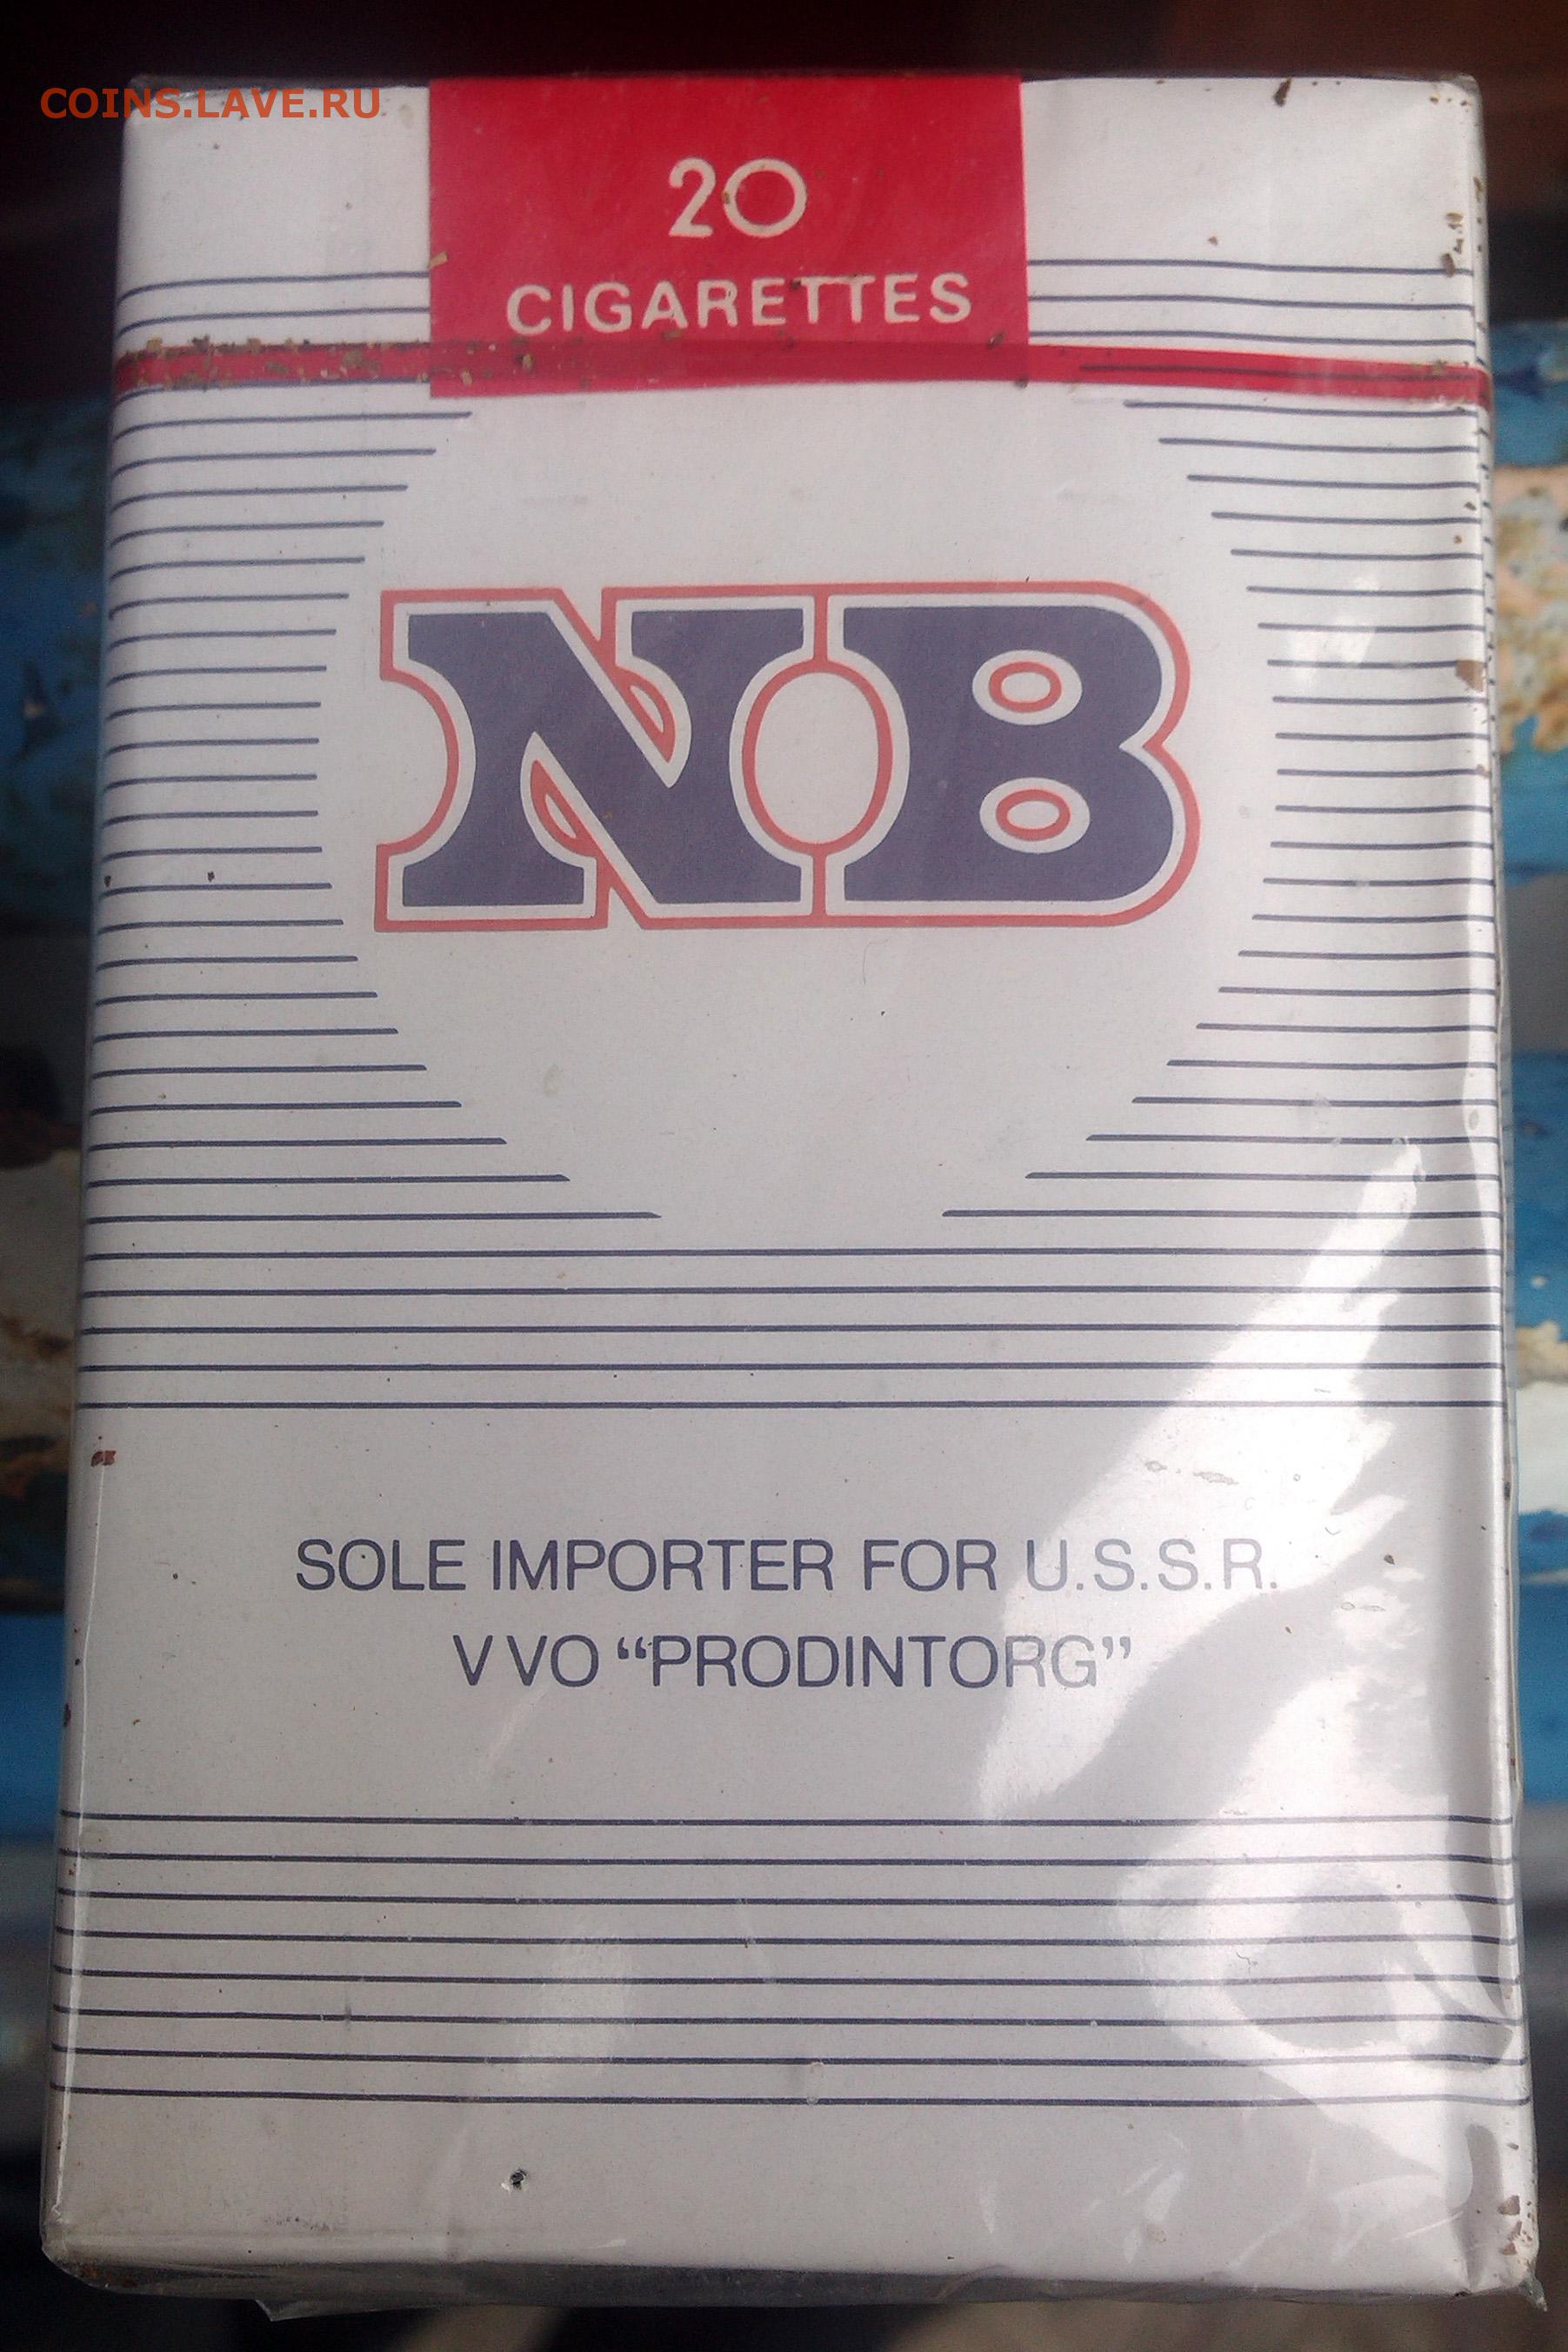 COINS.LAVE.RU
20
CIGARETTES
NB
SOLE IMPORTER FOR U.S.S.R.
V VO “PRODINTORG”